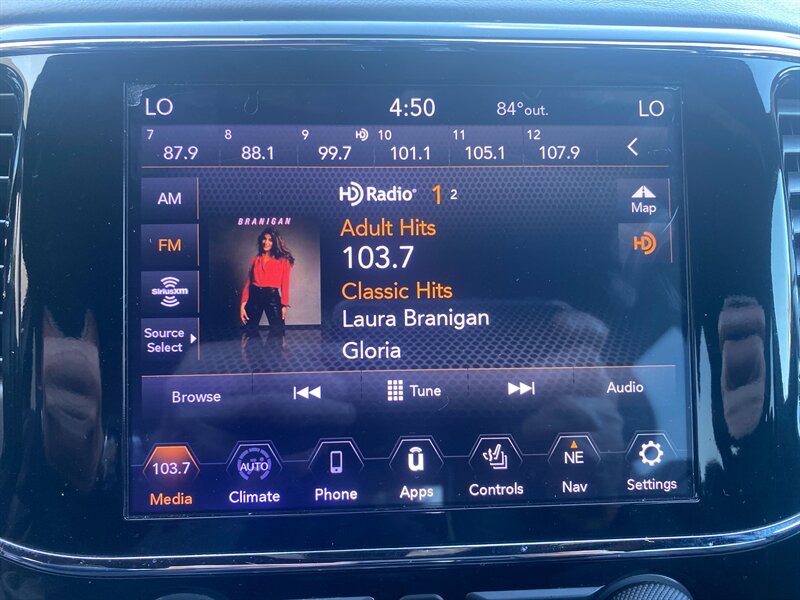 LO 4:50 84°out. LO
7 8 9 HD 10 11 12
87.9 88.1 99.7 101.1 105.1 107.9
AM
FM
SiriusXM
Source
Select
BRANIGAN
HD Radio® 1 2
Adult Hits
103.7
Classic Hits
Laura Branigan
Gloria
Map
HD
Browse Tune Audio
103.7 AUTO û NE
Media Climate Phone Apps Controls Nav Settings